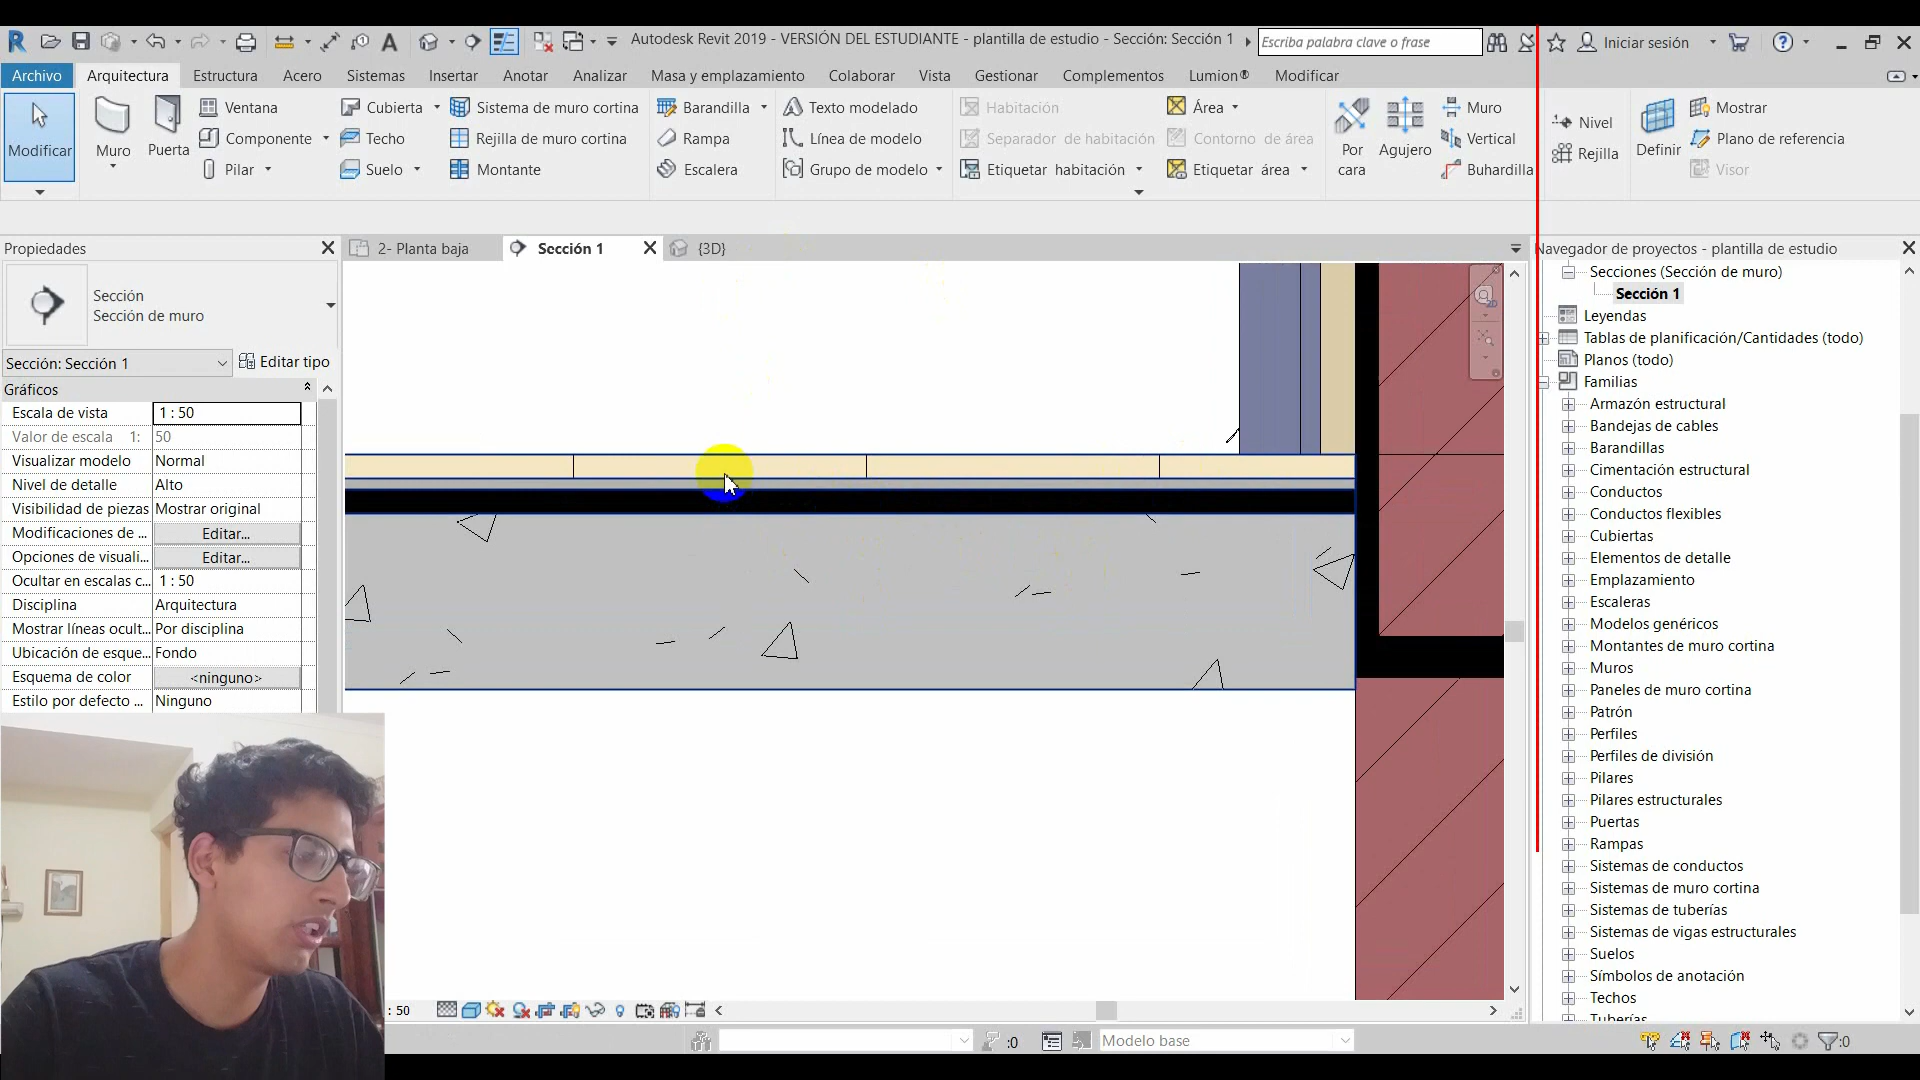 Autodesk Revit 2019 - VERSIÓN DEL ESTUDIANTE - plantilla de estudio - Sección: Sección 1
Escriba palabra clave o frase
Iniciar sesión
Archivo Arquitectura Estructura Acero Sistemas Insertar Anotar Analizar Masa y emplazamiento Colaborar Vista Gestionar Complementos Lumion® Modificar
Modificar
Muro
Puerta
Ventana
Componente
Pilar
Cubierta
Techo
Suelo
Sistema de muro cortina
Rejilla de muro cortina
Montante
Barandilla
Rampa
Escalera
Texto modelado
Línea de modelo
Grupo de modelo
Habitación
Separador de habitación
Etiquetar habitación
Área
Contorno de área
Etiquetar área
Por
cara
Agujero
Muro
Vertical
Buhardilla
Nivel
Rejilla
Definir
Mostrar
Plano de referencia
Visor
Propiedades
Sección
Sección de muro
Sección: Sección 1
Editar tipo
Gráficos
Escala de vista 1 : 50
Valor de escala 1: 50
Visualizar modelo Normal
Nivel de detalle Alto
Visibilidad de piezas Mostrar original
Modificaciones de ... Editar...
Opciones de visuali... Editar...
Ocultar en escalas c... 1 : 50
Disciplina Arquitectura
Mostrar líneas ocult... Por disciplina
Ubicación de esque... Fondo
Esquema de color <ninguno>
Estilo por defecto ... Ninguno
2- Planta baja
Sección 1
{3D}
Navegador de proyectos - plantilla de estudio
Secciones (Sección de muro)
Sección 1
Leyendas
Tablas de planificación/Cantidades (todo)
Planos (todo)
Familias
Armazón estructural
Bandejas de cables
Barandillas
Cimentación estructural
Conductos
Conductos flexibles
Cubiertas
Elementos de detalle
Emplazamiento
Escaleras
Modelos genéricos
Montantes de muro cortina
Muros
Paneles de muro cortina
Patrón
Perfiles
Perfiles de división
Pilares
Pilares estructurales
Puertas
Rampas
Sistemas de conductos
Sistemas de muro cortina
Sistemas de tuberías
Sistemas de vigas estructurales
Suelos
Símbolos de anotación
Techos
Tuberías
: 50
:0
Modelo base
:0